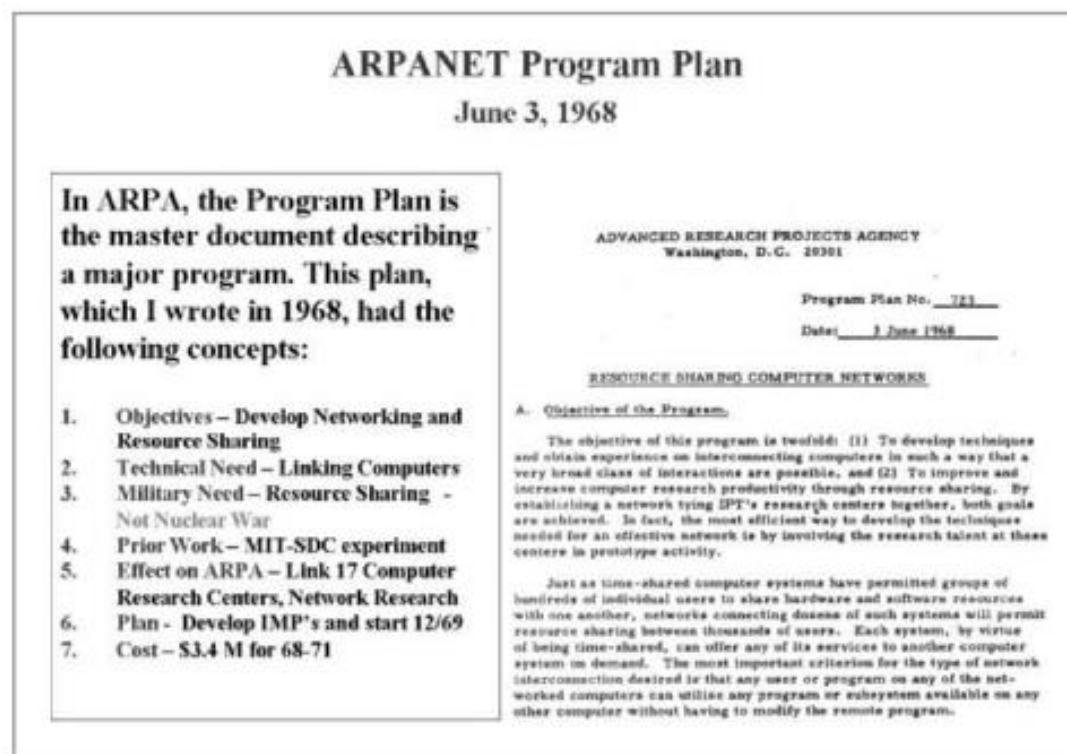 ARPANET Program Plan
June 3, 1968
In ARPA, the Program Plan is
the master document describing
a major program. This plan,
which I wrote in 1968, had the
following concepts:
1. Objectives – Develop Networking and
Resource Sharing
2. Technical Need – Linking Computers
3. Military Need – Resource Sharing -
Not Nuclear War
4. Prior Work – MIT-SDC experiment
5. Effect on ARPA – Link 17 Computer
Research Centers, Network Research
6. Plan - Develop IMP's and start 12/69
7. Cost – $3.4 M for 68-71
ADVANCED RESEARCH PROJECTS AGENCY
Washington, D.C. 20301
Program Plan No. 723
Date: 3 June 1968
RESOURCE SHARING COMPUTER NETWORKS
A. Objective of the Program.
The objective of this program is twofold: (1) To develop techniques
and obtain experience on interconnecting computers in such a way that a
very broad class of interactions are possible, and (2) To improve and
increase computer research productivity through resource sharing. By
establishing a network tying IPT's research centers together, both goals
are achieved. In fact, the most efficient way to develop the techniques
needed for an effective network is by involving the research talent at these
centers in prototype activity.
Just as time-shared computer systems have permitted groups of
hundreds of individual users to share hardware and software resources
with one another, networks connecting dozens of such systems will permit
resource sharing between thousands of users. Each system, by virtue
of being time-shared, can offer any of its services to another computer
system on demand. The most important criterion for the type of network
interconnection desired is that any user or program on any of the net-
worked computers can utilize any program or subsystem available on any
other computer without having to modify the remote program.